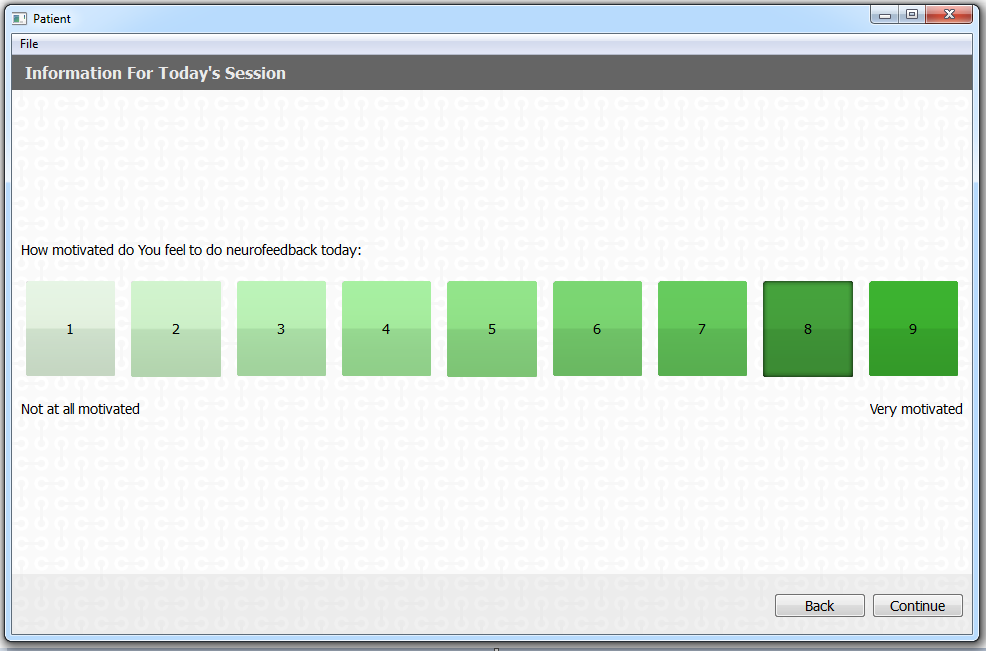 Patient
File
Information For Today's Session
How motivated do You feel to do neurofeedback today:
1 2 3 4 5 6 7 8 9
Not at all motivated Very motivated
Back Continue